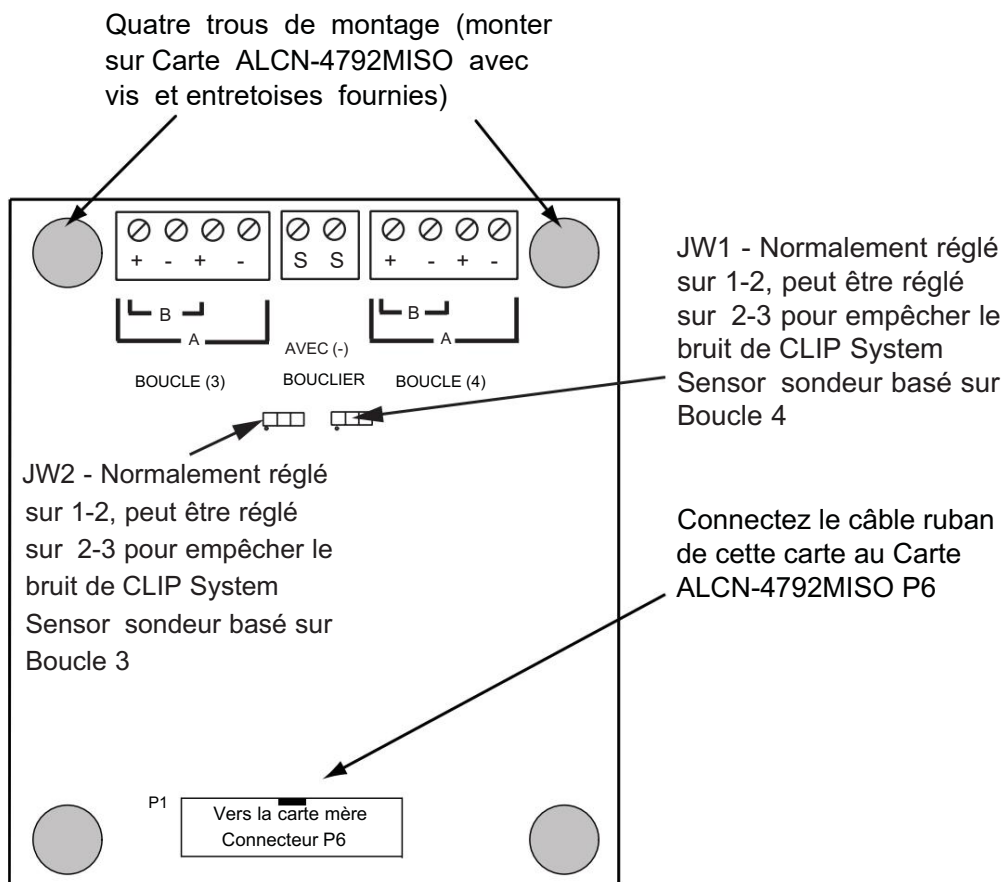 Quatre trous de montage (monter
sur Carte ALCN-4792MISO avec
vis et entretoises fournies)
+ - + -
S S
+ - + -
B
A
B
A
AVEC (-)
BOUCLE (3)
BOUCLIER
BOUCLE (4)
JW1 - Normalement réglé
sur 1-2, peut être réglé
sur 2-3 pour empêcher le
bruit de CLIP System
Sensor sondeur basé sur
Boucle 4
JW2 - Normalement réglé
sur 1-2, peut être réglé
sur 2-3 pour empêcher le
bruit de CLIP System
Sensor sondeur basé sur
Boucle 3
Connectez le câble ruban
de cette carte au Carte
ALCN-4792MISO P6
P1
Vers la carte mère
Connecteur P6